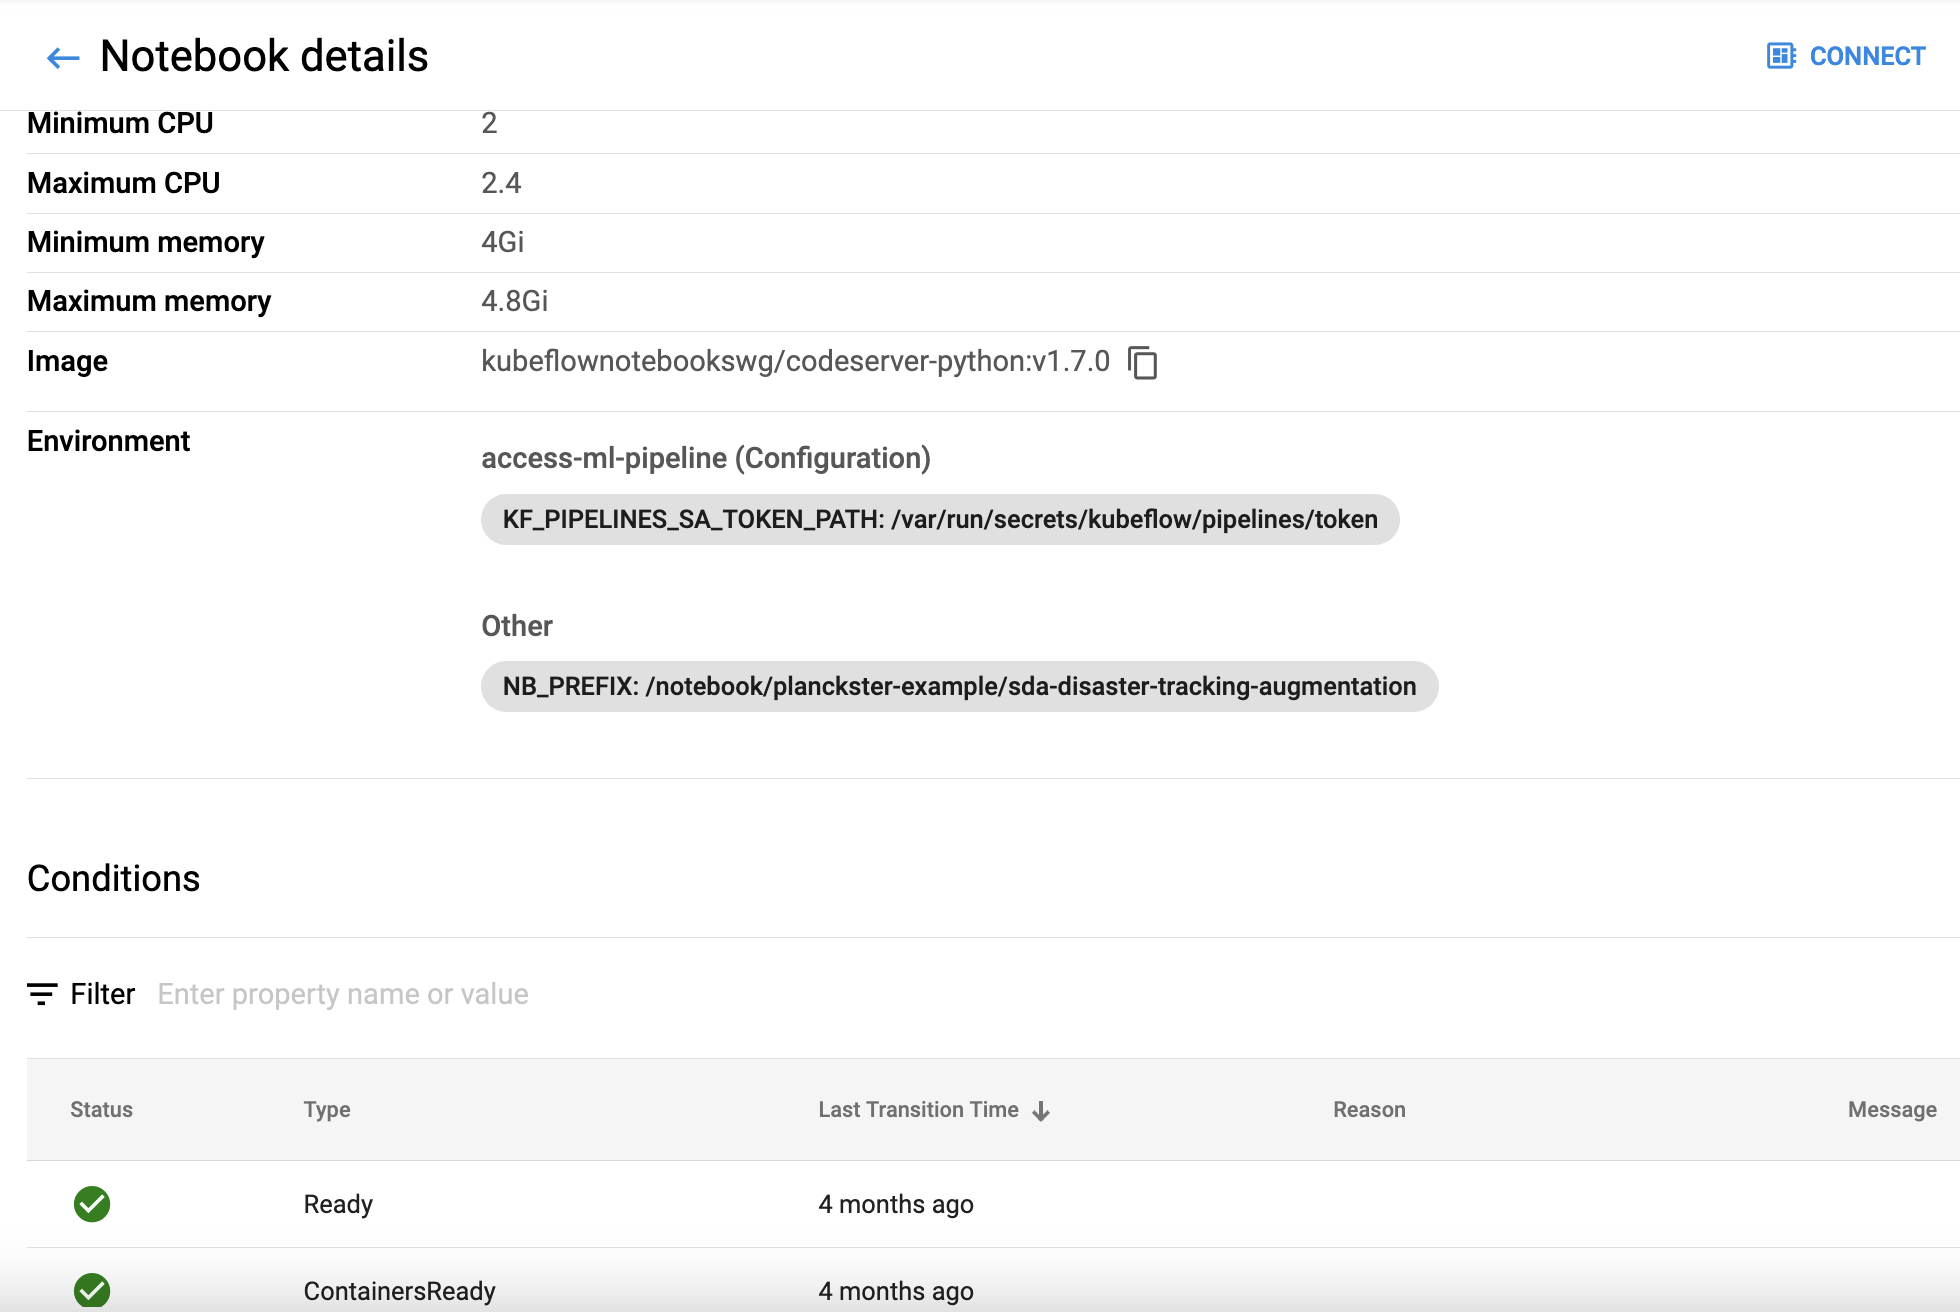 Notebook details
CONNECT
Minimum CPU 2
Maximum CPU 2.4
Minimum memory 4Gi
Maximum memory 4.8Gi
Image kubeflownotebookswg/codeserver-python:v1.7.0
Environment
access-ml-pipeline (Configuration)
KF_PIPELINES_SA_TOKEN_PATH: /var/run/secrets/kubeflow/pipelines/token
Other
NB_PREFIX: /notebook/planckster-example/sda-disaster-tracking-augmentation
Conditions
Filter Enter property name or value
Status Type Last Transition Time Reason Message
Ready 4 months ago
ContainersReady 4 months ago